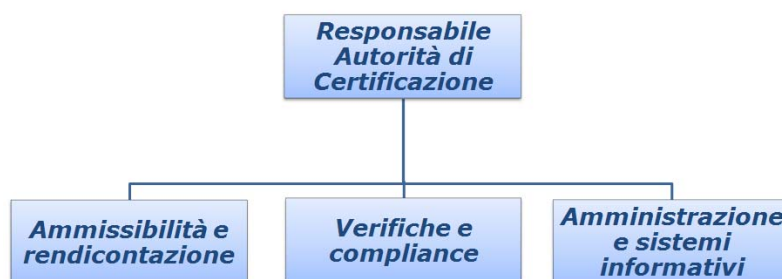 Responsabile
Autorità di
Certificazione
Ammissibilità e
rendicontazione
Verifiche e
compliance
Amministrazione
e sistemi
informativi